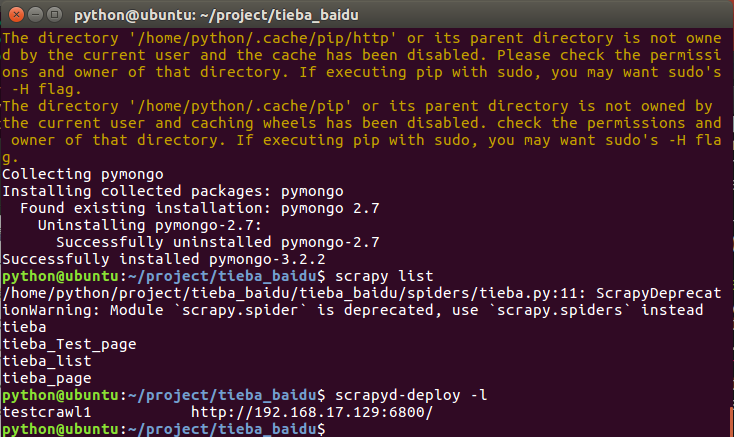 python@ubuntu: ~/project/tieba_baidu
The directory '/home/python/.cache/pip/http' or its parent directory is not owne
d by the current user and the cache has been disabled. Please check the permissi
ons and owner of that directory. If executing pip with sudo, you may want sudo's
-H flag.
The directory '/home/python/.cache/pip' or its parent directory is not owned by
the current user and caching wheels has been disabled. check the permissions and
owner of that directory. If executing pip with sudo, you may want sudo's -H fla
g.
Collecting pymongo
Installing collected packages: pymongo
Found existing installation: pymongo 2.7
Uninstalling pymongo-2.7:
Successfully uninstalled pymongo-2.7
Successfully installed pymongo-3.2.2
python@ubuntu:~/project/tieba_baidu$ scrapy list
/home/python/project/tieba_baidu/tieba_baidu/spiders/tieba.py:11: ScrapyDeprecat
ionWarning: Module `scrapy.spider` is deprecated, use `scrapy.spiders` instead
tieba
tieba_Test_page
tieba_list
tieba_page
python@ubuntu:~/project/tieba_baidu$ scrapyd-deploy -l
testcrawl1 http://192.168.17.129:6800/
python@ubuntu:~/project/tieba_baidu$